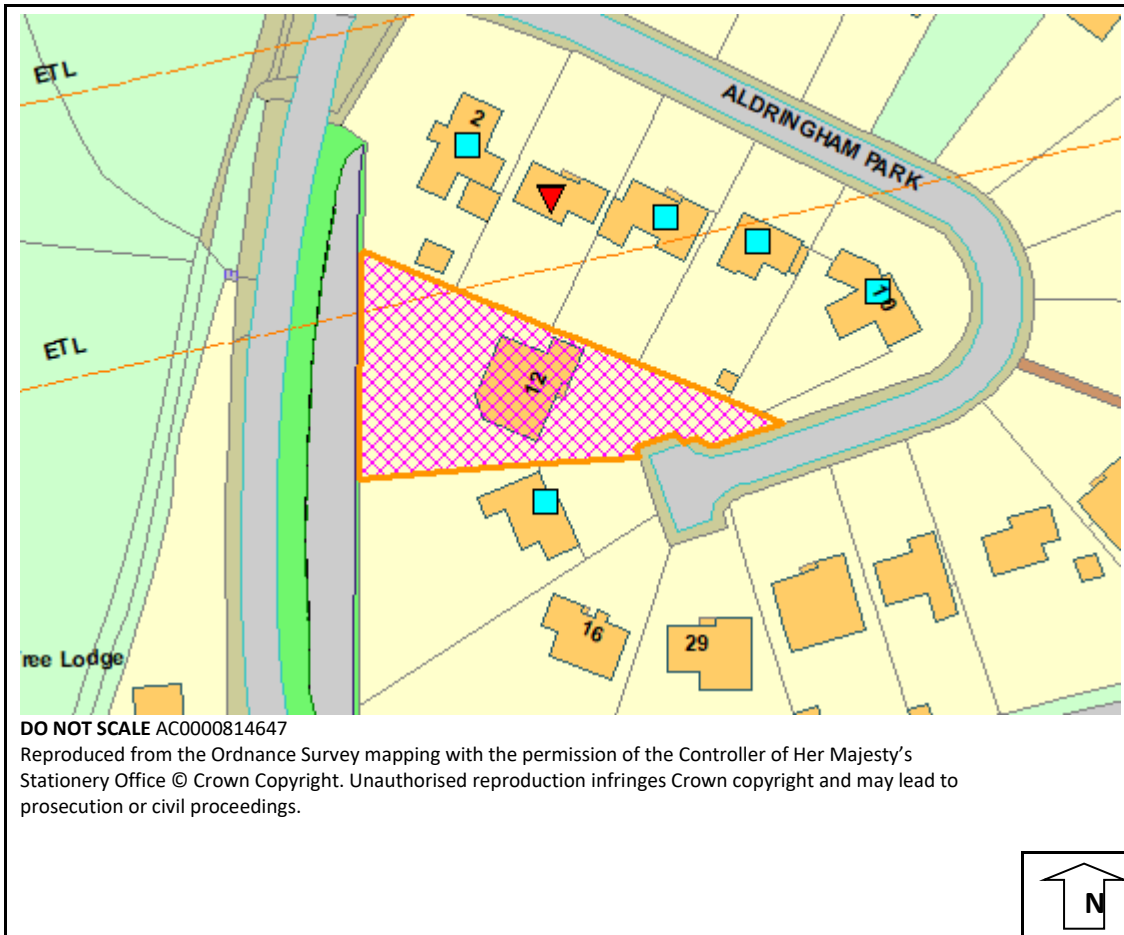 ETL
2
ALDRINGHAM PARK
10
ETL
12
16
29
ree Lodge
DO NOT SCALE AC0000814647
Reproduced from the Ordnance Survey mapping with the permission of the Controller of Her Majesty’s
Stationery Office © Crown Copyright. Unauthorised reproduction infringes Crown copyright and may lead to
prosecution or civil proceedings.
N